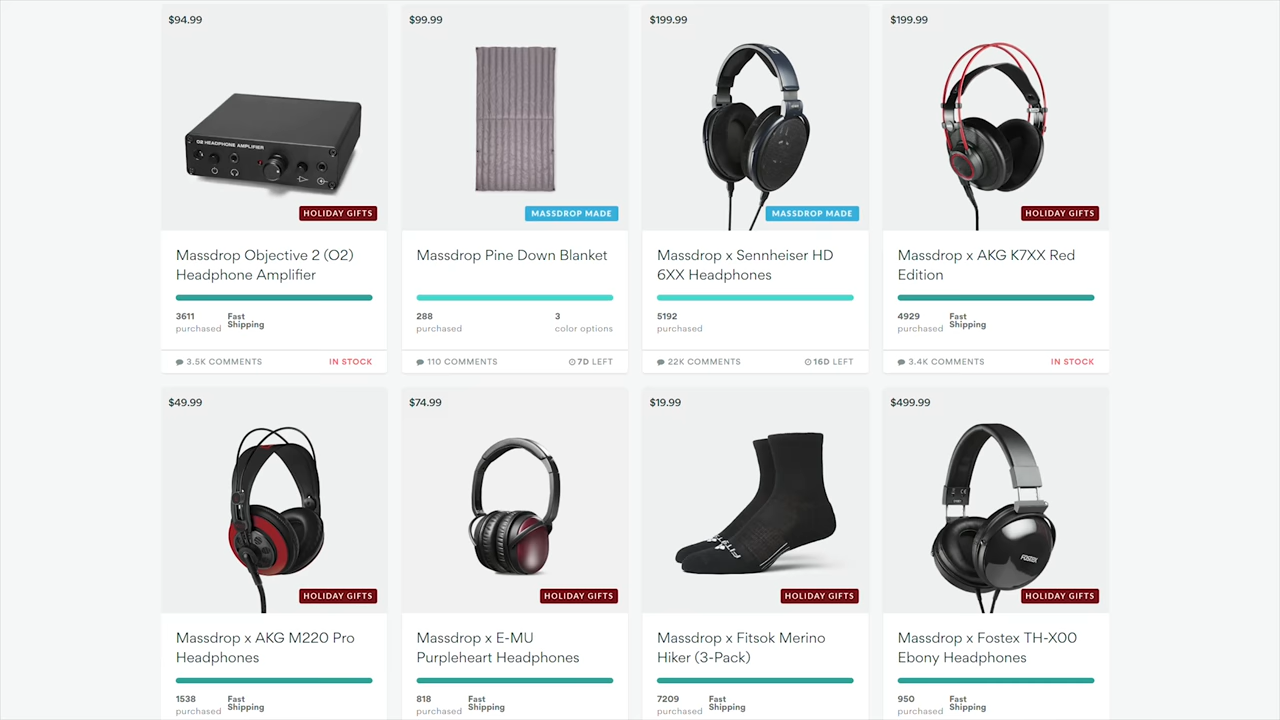 $94.99
O2 HEADPHONE AMPLIFIER
HOLIDAY GIFTS
Massdrop Objective 2 (O2)
Headphone Amplifier
3611
purchased
Fast
Shipping
3.5K COMMENTS
IN STOCK
$99.99
MASSDROP MADE
Massdrop Pine Down Blanket
288
purchased
3
color options
110 COMMENTS
7D LEFT
$199.99
MASSDROP MADE
Massdrop x Sennheiser HD
6XX Headphones
5192
purchased
22K COMMENTS
16D LEFT
$199.99
HOLIDAY GIFTS
Massdrop x AKG K7XX Red
Edition
4929
purchased
Fast
Shipping
3.4K COMMENTS
IN STOCK
$49.99
HOLIDAY GIFTS
Massdrop x AKG M220 Pro
Headphones
1538
purchased
Fast
Shipping
$74.99
HOLIDAY GIFTS
Massdrop x E-MU
Purpleheart Headphones
818
purchased
Fast
Shipping
$19.99
HOLIDAY GIFTS
Massdrop x Fitsok Merino
Hiker (3-Pack)
7209
purchased
Fast
Shipping
$499.99
FOSTEX
HOLIDAY GIFTS
Massdrop x Fostex TH-X00
Ebony Headphones
950
purchased
Fast
Shipping